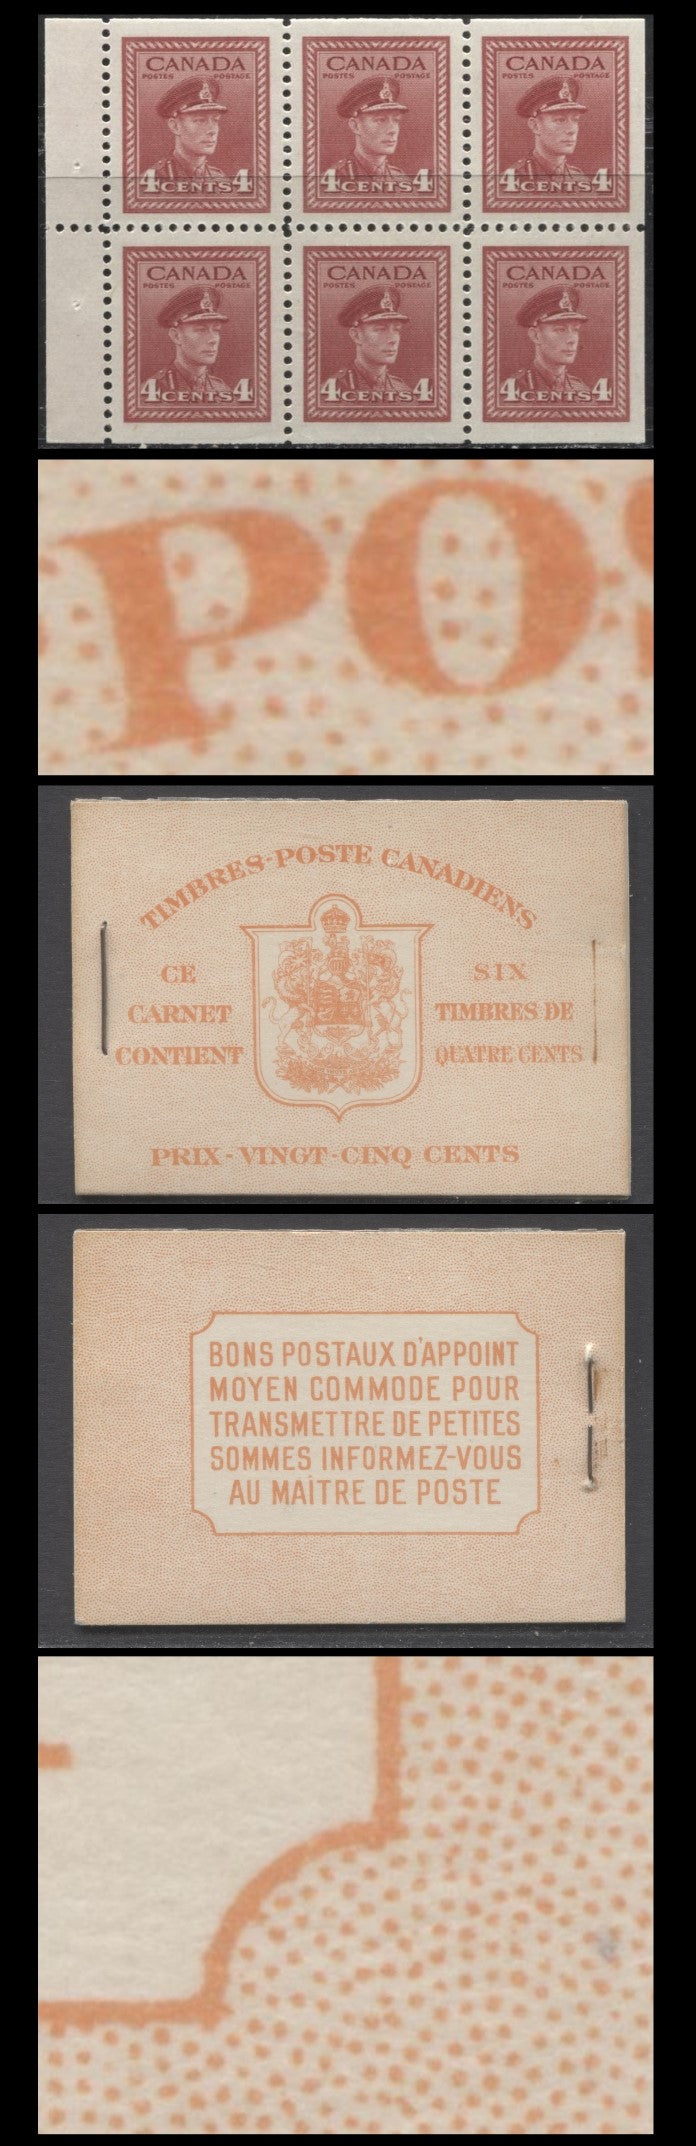 CANADA CANADA CANADA
POSTES POSTAGE POSTES POSTAGE POSTES POSTAGE
4 CENTS 4 4 CENTS 4 4 CENTS 4
CANADA CANADA CANADA
POSTES POSTAGE POSTES POSTAGE POSTES POSTAGE
4 CENTS 4 4 CENTS 4 4 CENTS 4
PO
TIMBRES-POSTE CANADIENS
CE
CARNET
CONTIENT
SIX
TIMBRES DE
QUATRE CENTS
PRIX-VINGT-CINQ CENTS
BONS POSTAUX D'APPOINT
MOYEN COMMODE POUR
TRANSMETTRE DE PETITES
SOMMES INFORMEZ-VOUS
AU MAÎTRE DE POSTE